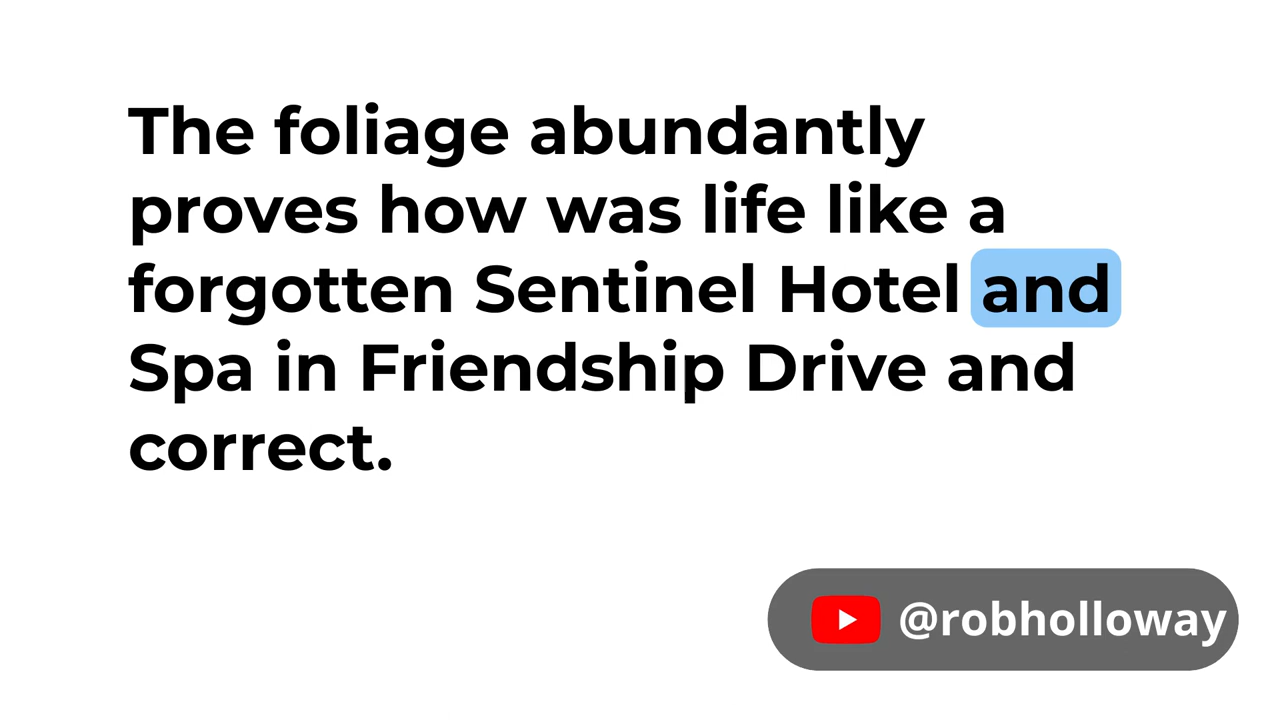 The foliage abundantly
proves how was life like a
forgotten Sentinel Hotel and
Spa in Friendship Drive and
correct.
@robholloway